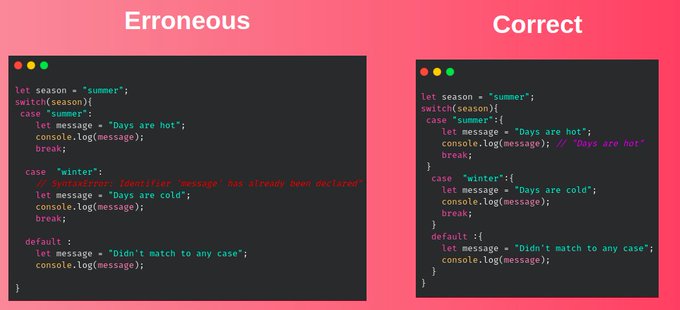 Erroneous
let season = "summer";
switch(season){
case "summer":
let message = "Days are hot";
console.log(message);
break;
case  "winter":
// SyntaxError: Identifier 'message' has already been declared"
let message = "Days are cold";
console.log(message);
break;
default :
let message = "Didn't match to any case";
console.log(message);
}
Correct
let season = "summer";
switch(season){
case "summer":{
let message = "Days are hot";
console.log(message); // "Days are hot"
break;
}
case  "winter":{
let message = "Days are cold";
console.log(message);
break;
}
default :{
let message = "Didn't match to any case";
console.log(message);
}
}